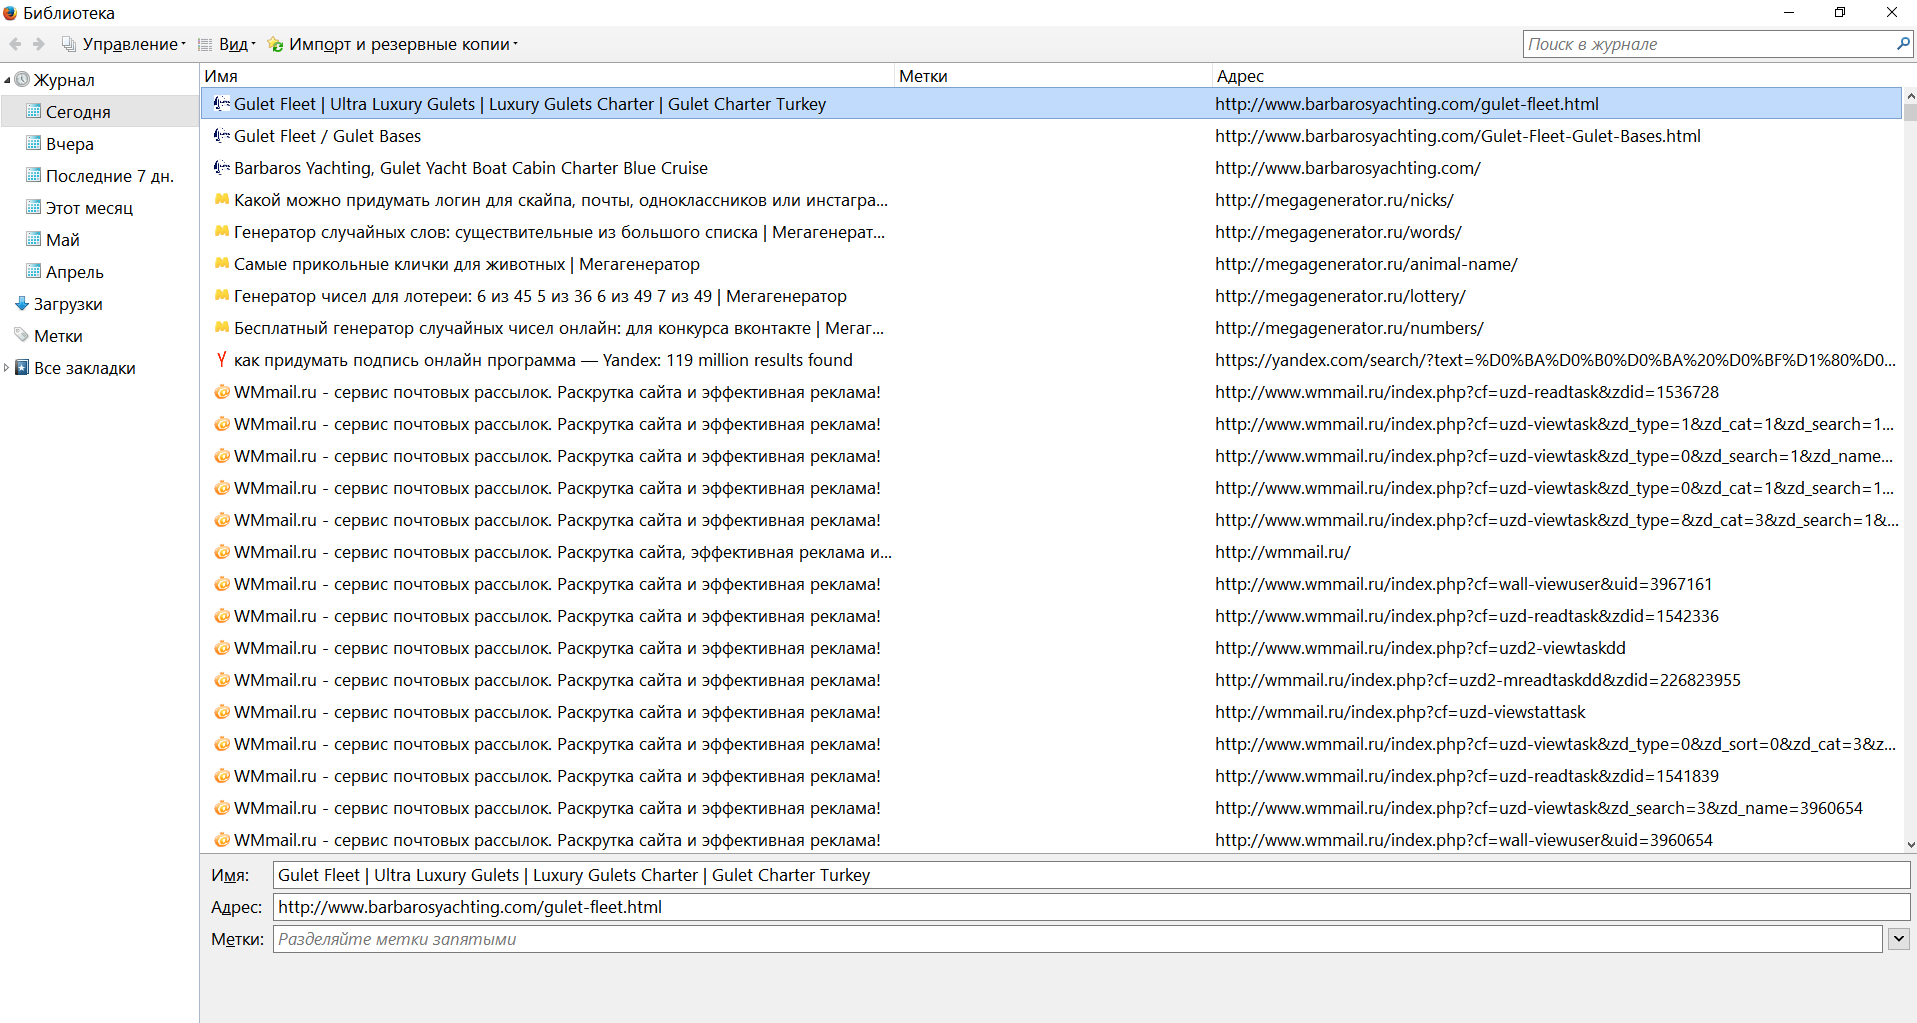 Библиотека
Управление Вид Импорт и резервные копии Поиск в журнале
Журнал
Сегодня
Вчера
Последние 7 дн.
Этот месяц
Май
Апрель
Загрузки
Метки
Все закладки
Имя Метки Адрес
Gulet Fleet | Ultra Luxury Gulets | Luxury Gulets Charter | Gulet Charter Turkey http://www.barbarosyachting.com/gulet-fleet.html
Gulet Fleet / Gulet Bases http://www.barbarosyachting.com/Gulet-Fleet-Gulet-Bases.html
Barbaros Yachting, Gulet Yacht Boat Cabin Charter Blue Cruise http://www.barbarosyachting.com/
Какой можно придумать логин для скайпа, почты, одноклассников или инстагра... http://megagenerator.ru/nicks/
Генератор случайных слов: существительные из большого списка | Мегагенерат... http://megagenerator.ru/words/
Самые прикольные клички для животных | Мегагенератор http://megagenerator.ru/animal-name/
Генератор чисел для лотереи: 6 из 45 5 из 36 6 из 49 7 из 49 | Мегагенератор http://megagenerator.ru/lottery/
Бесплатный генератор случайных чисел онлайн: для конкурса вконтакте | Мегаг... http://megagenerator.ru/numbers/
как придумать подпись онлайн программа — Yandex: 119 million results found https://yandex.com/search/?text=%D0%BA%D0%B0%D0%BA%20%D0%BF%D1%80%D0...
WMmail.ru - сервис почтовых рассылок. Раскрутка сайта и эффективная реклама! http://www.wmmail.ru/index.php?cf=uzd-readtask&zdid=1536728
WMmail.ru - сервис почтовых рассылок. Раскрутка сайта и эффективная реклама! http://www.wmmail.ru/index.php?cf=uzd-viewtask&zd_type=1&zd_cat=1&zd_search=1...
WMmail.ru - сервис почтовых рассылок. Раскрутка сайта и эффективная реклама! http://www.wmmail.ru/index.php?cf=uzd-viewtask&zd_type=0&zd_search=1&zd_name...
WMmail.ru - сервис почтовых рассылок. Раскрутка сайта и эффективная реклама! http://www.wmmail.ru/index.php?cf=uzd-viewtask&zd_type=0&zd_cat=1&zd_search=1...
WMmail.ru - сервис почтовых рассылок. Раскрутка сайта и эффективная реклама! http://www.wmmail.ru/index.php?cf=uzd-viewtask&zd_type=&zd_cat=3&zd_search=1&...
WMmail.ru - сервис почтовых рассылок. Раскрутка сайта, эффективная реклама и... http://wmmail.ru/
WMmail.ru - сервис почтовых рассылок. Раскрутка сайта и эффективная реклама! http://www.wmmail.ru/index.php?cf=wall-viewuser&uid=3967161
WMmail.ru - сервис почтовых рассылок. Раскрутка сайта и эффективная реклама! http://www.wmmail.ru/index.php?cf=uzd-readtask&zdid=1542336
WMmail.ru - сервис почтовых рассылок. Раскрутка сайта и эффективная реклама! http://www.wmmail.ru/index.php?cf=uzd2-viewtaskdd
WMmail.ru - сервис почтовых рассылок. Раскрутка сайта и эффективная реклама! http://wmmail.ru/index.php?cf=uzd2-mreadtaskdd&zdid=226823955
WMmail.ru - сервис почтовых рассылок. Раскрутка сайта и эффективная реклама! http://wmmail.ru/index.php?cf=uzd-viewstattask
WMmail.ru - сервис почтовых рассылок. Раскрутка сайта и эффективная реклама! http://www.wmmail.ru/index.php?cf=uzd-viewtask&zd_type=0&zd_sort=0&zd_cat=3&z...
WMmail.ru - сервис почтовых рассылок. Раскрутка сайта и эффективная реклама! http://www.wmmail.ru/index.php?cf=uzd-readtask&zdid=1541839
WMmail.ru - сервис почтовых рассылок. Раскрутка сайта и эффективная реклама! http://www.wmmail.ru/index.php?cf=uzd-viewtask&zd_search=3&zd_name=3960654
WMmail.ru - сервис почтовых рассылок. Раскрутка сайта и эффективная реклама! http://www.wmmail.ru/index.php?cf=wall-viewuser&uid=3960654
Имя: Gulet Fleet | Ultra Luxury Gulets | Luxury Gulets Charter | Gulet Charter Turkey
Адрес: http://www.barbarosyachting.com/gulet-fleet.html
Метки: Разделяйте метки запятыми